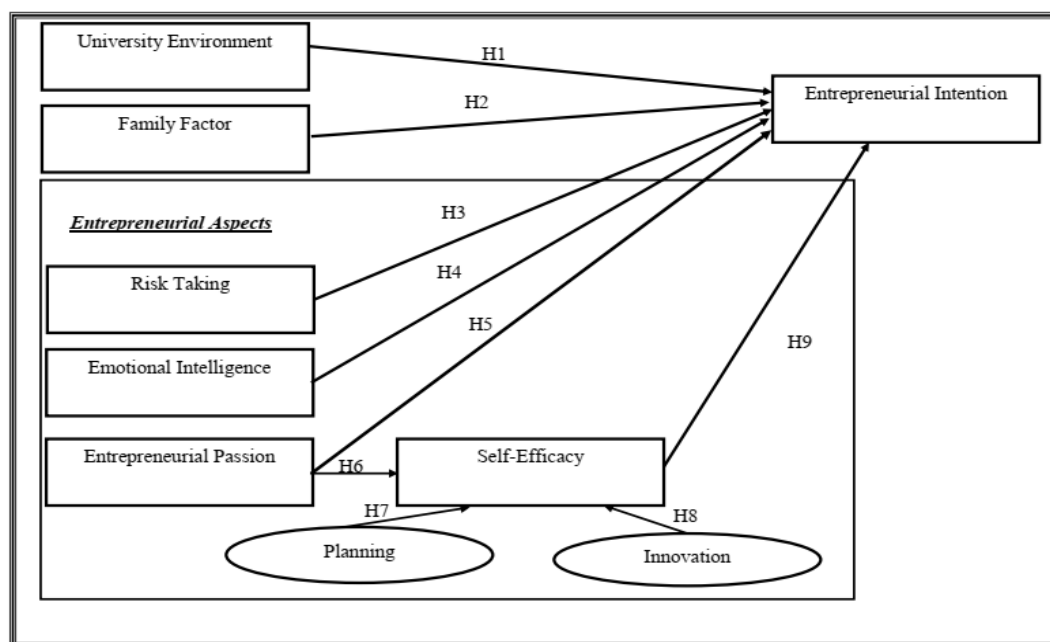 University Environment
H1
Entrepreneurial Intention
H2
Family Factor
Entrepreneurial Aspects
H3
Risk Taking
H4
H5
H9
Emotional Intelligence
Entrepreneurial Passion
H6
Self-Efficacy
H7
H8
Planning
Innovation